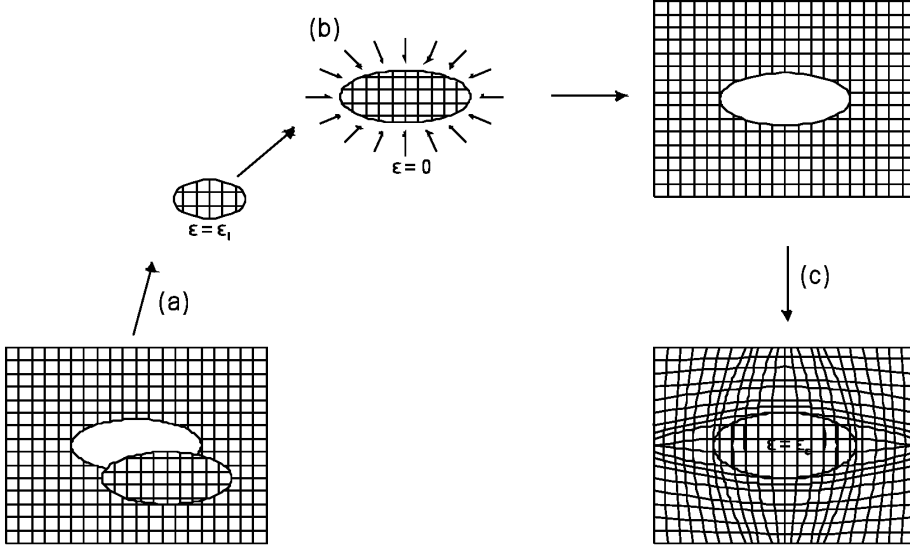 (b)
ε = 0
ε = ε₁
(a)
(c)
ε = ε